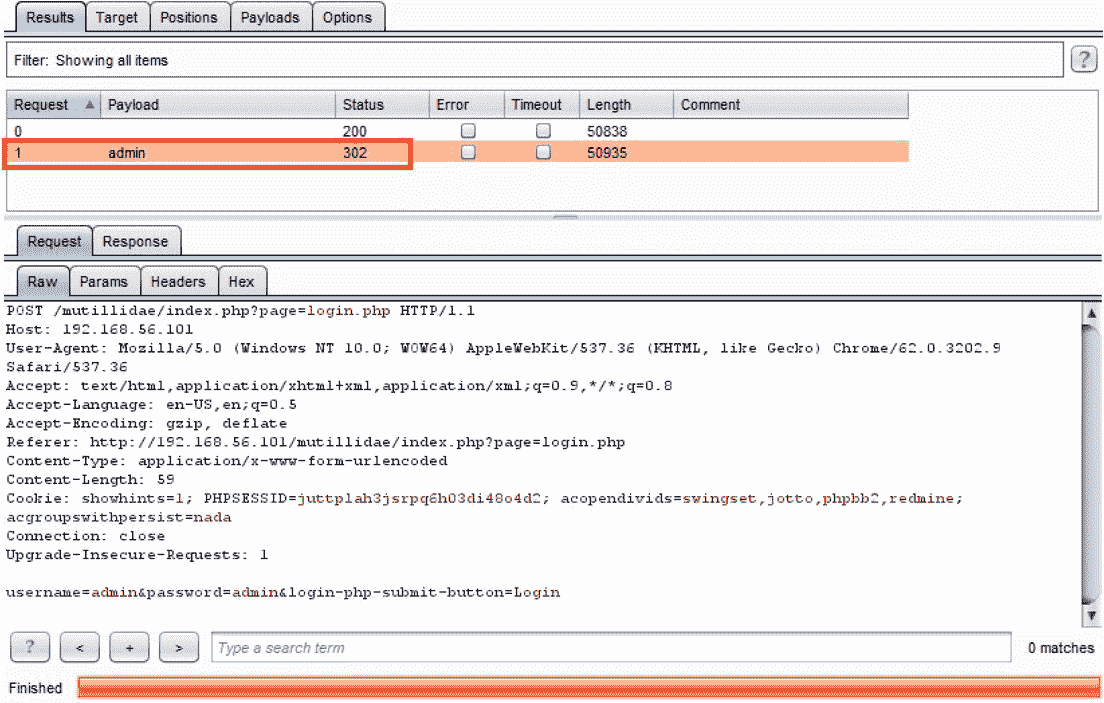 Results Target Positions Payloads Options
Filter: Showing all items ?
Request Payload Status Error Timeout Length Comment
0 200 50838
1 admin 302 50935
Request Response
Raw Params Headers Hex
POST /mutillidae/index.php?page=login.php HTTP/1.1
Host: 192.168.56.101
User-Agent: Mozilla/5.0 (Windows NT 10.0; WOW64) AppleWebKit/537.36 (KHTML, like Gecko) Chrome/62.0.3202.9
Safari/537.36
Accept: text/html,application/xhtml+xml,application/xml;q=0.9,*/*;q=0.8
Accept-Language: en-US,en;q=0.5
Accept-Encoding: gzip, deflate
Referer: http://192.168.56.101/mutillidae/index.php?page=login.php
Content-Type: application/x-www-form-urlencoded
Content-Length: 59
Cookie: showhints=1; PHPSESSID=juttplah3jsrpq6h03di48o4d2; acopendivids=swingset,jotto,phpbb2,redmine;
acgroupswithpersist=nada
Connection: close
Upgrade-Insecure-Requests: 1
username=admin&password=admin&login-php-submit-button=Login
? < + > Type a search term 0 matches
Finished